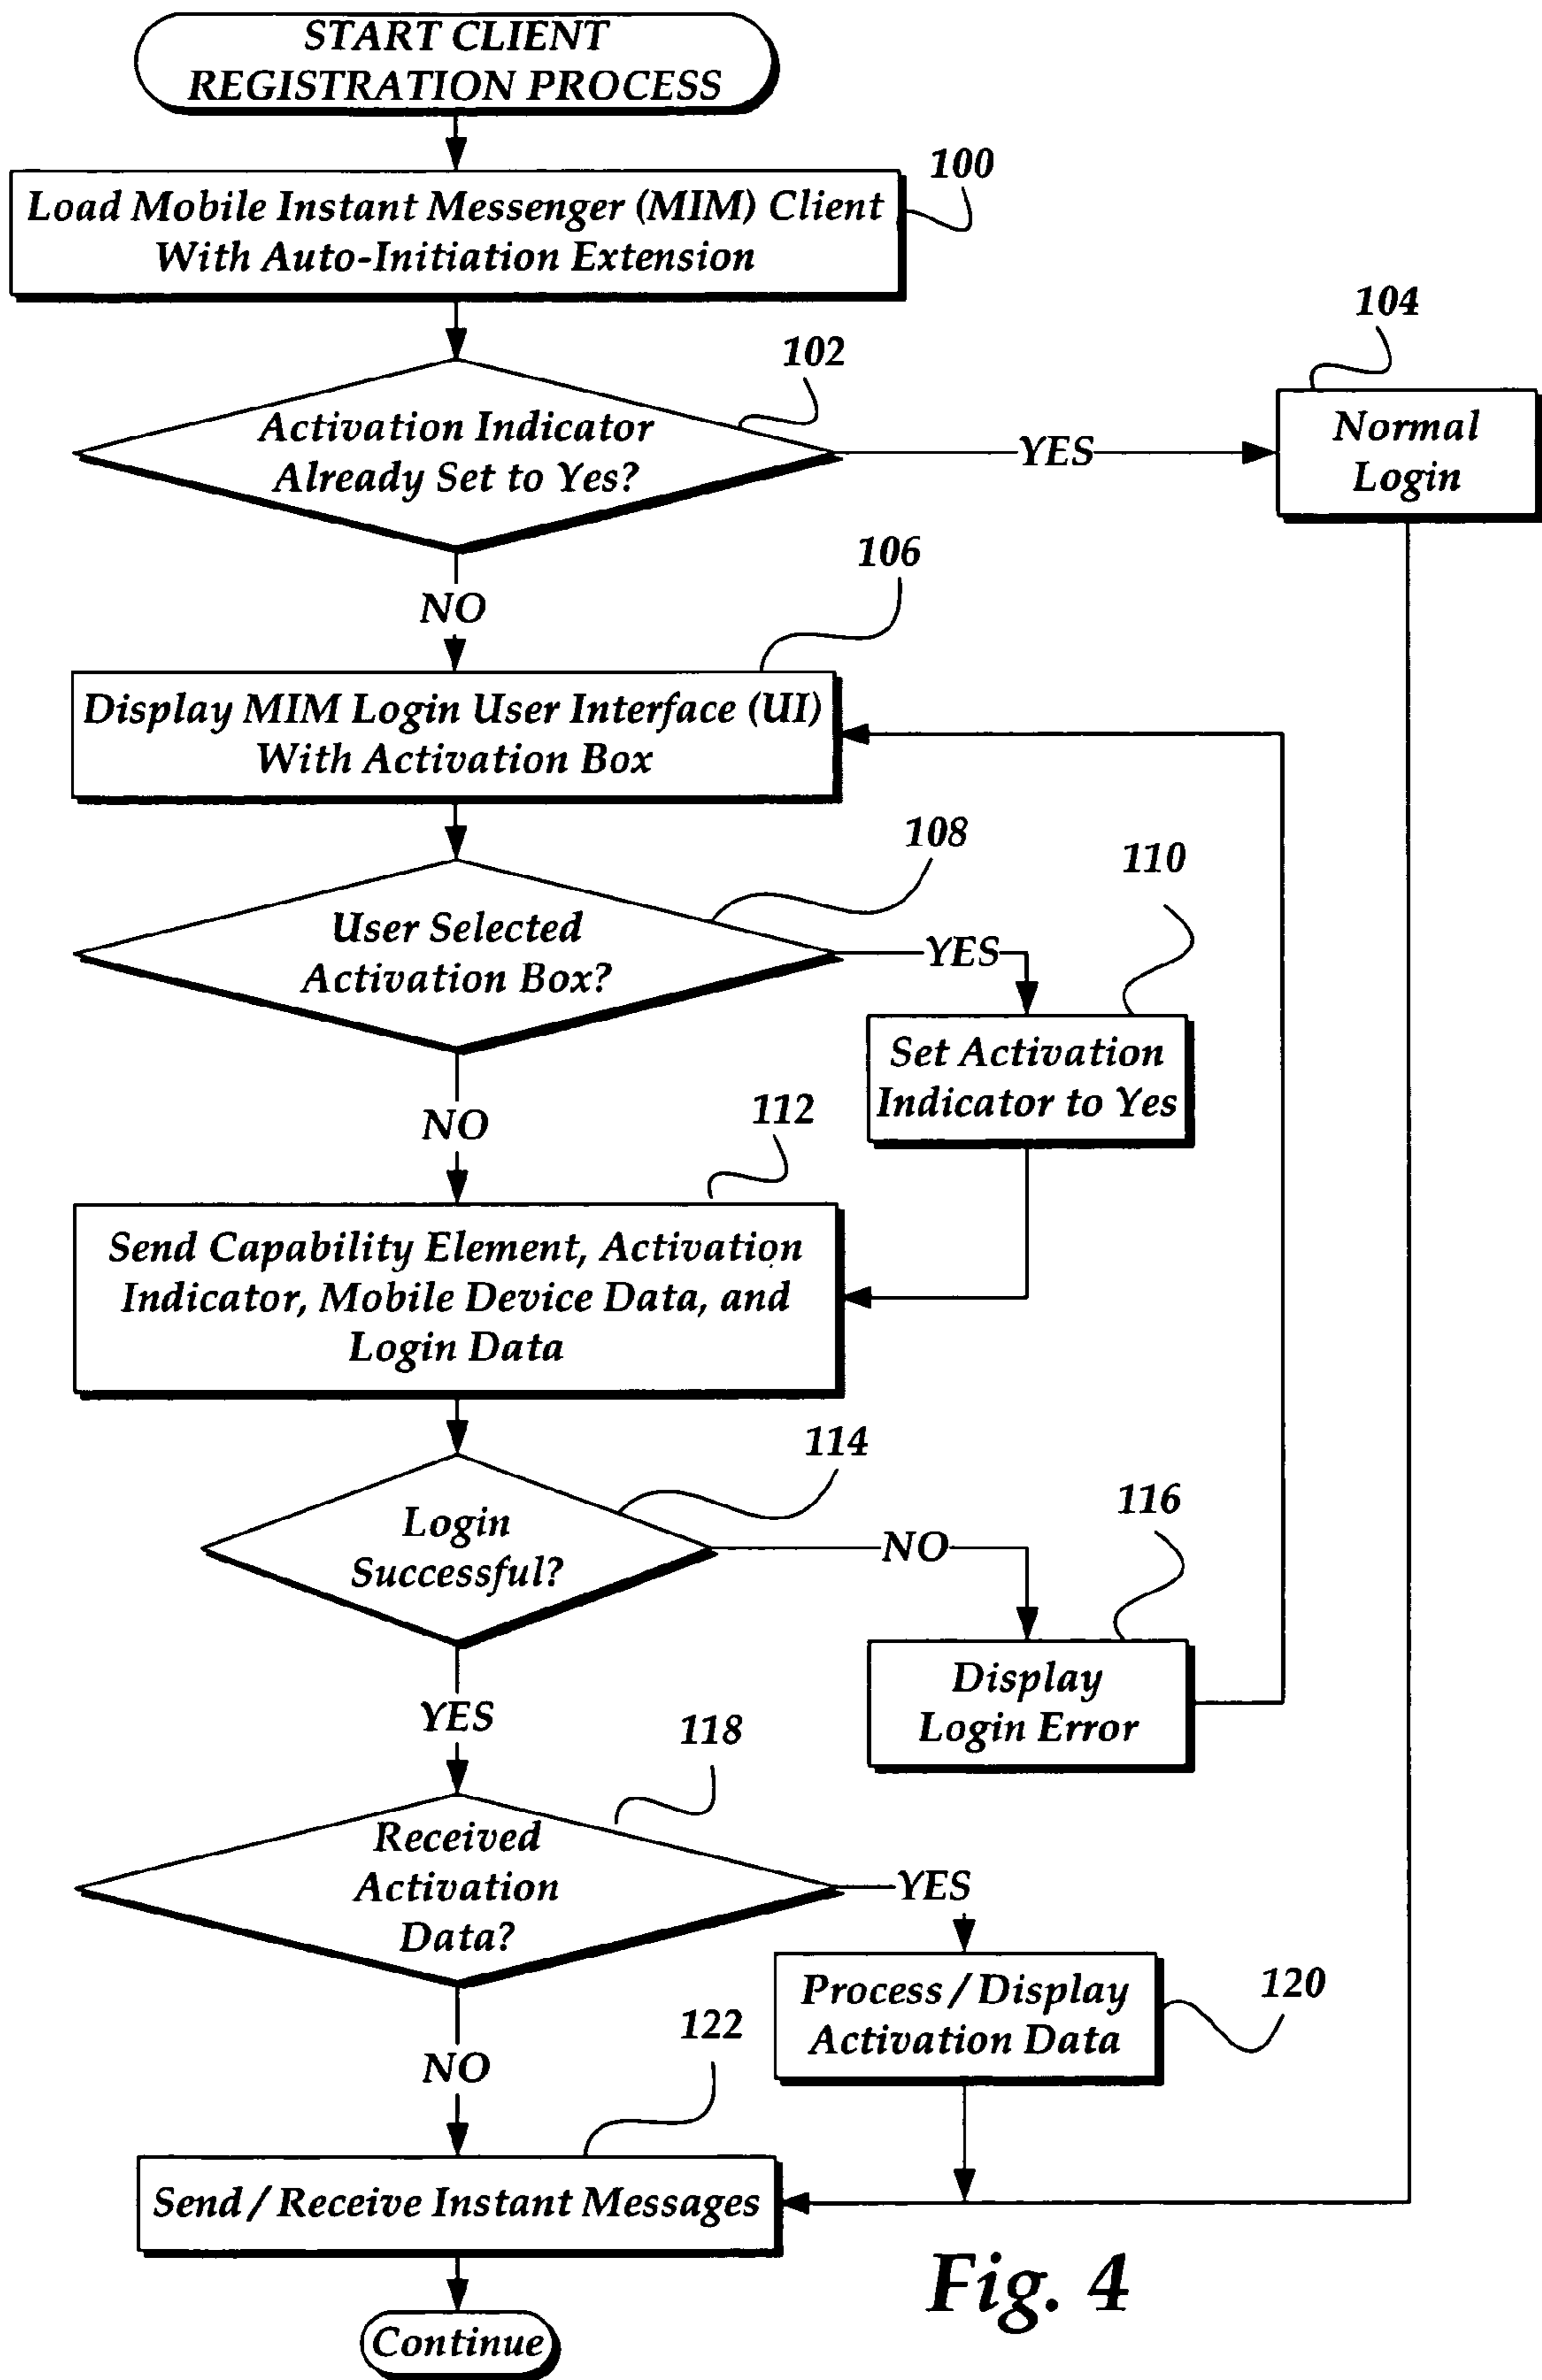 START CLIENT
REGISTRATION PROCESS
100
Load Mobile Instant Messenger (MIM) Client
With Auto-Initiation Extension
102
104
Activation Indicator
Already Set to Yes?
YES
Normal
Login
NO
106
Display MIM Login User Interface (UI)
With Activation Box
108
110
User Selected
Activation Box?
YES
Set Activation
Indicator to Yes
NO
112
Send Capability Element, Activation
Indicator, Mobile Device Data, and
Login Data
114
116
Login
Successful?
NO
Display
Login Error
YES
118
Received
Activation
Data?
YES
Process / Display
Activation Data
120
NO
122
Send / Receive Instant Messages
Continue
Fig. 4